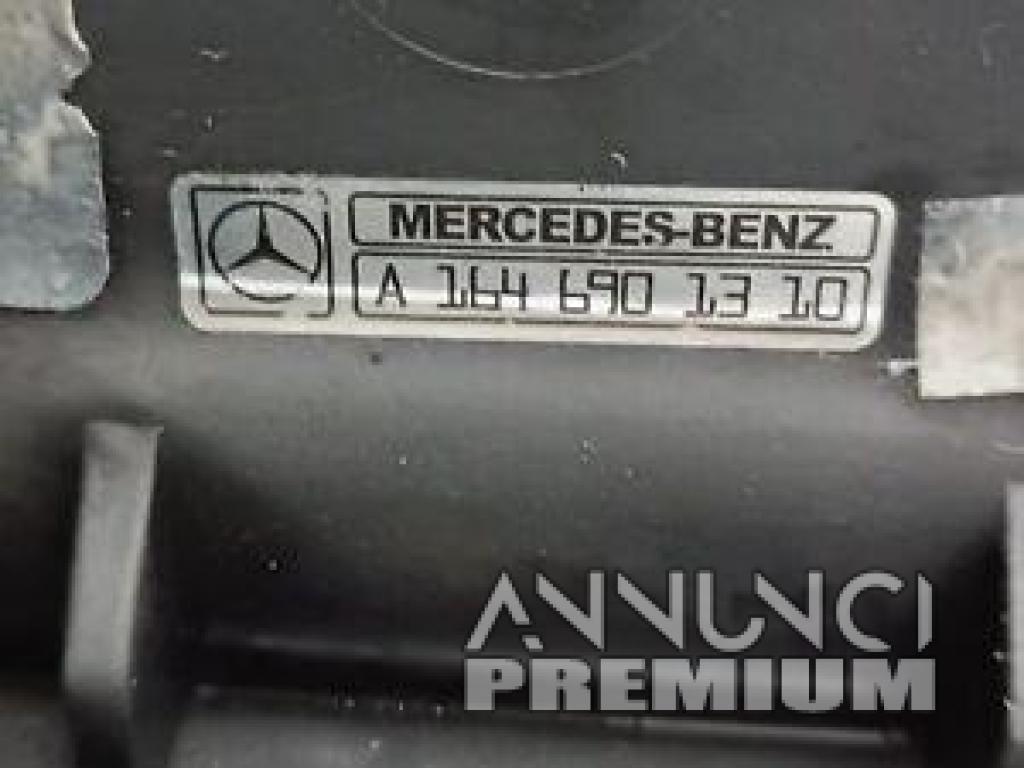 MERCEDES-BENZ
A 164 690 13 10
ANNUNCI
PREMIUM